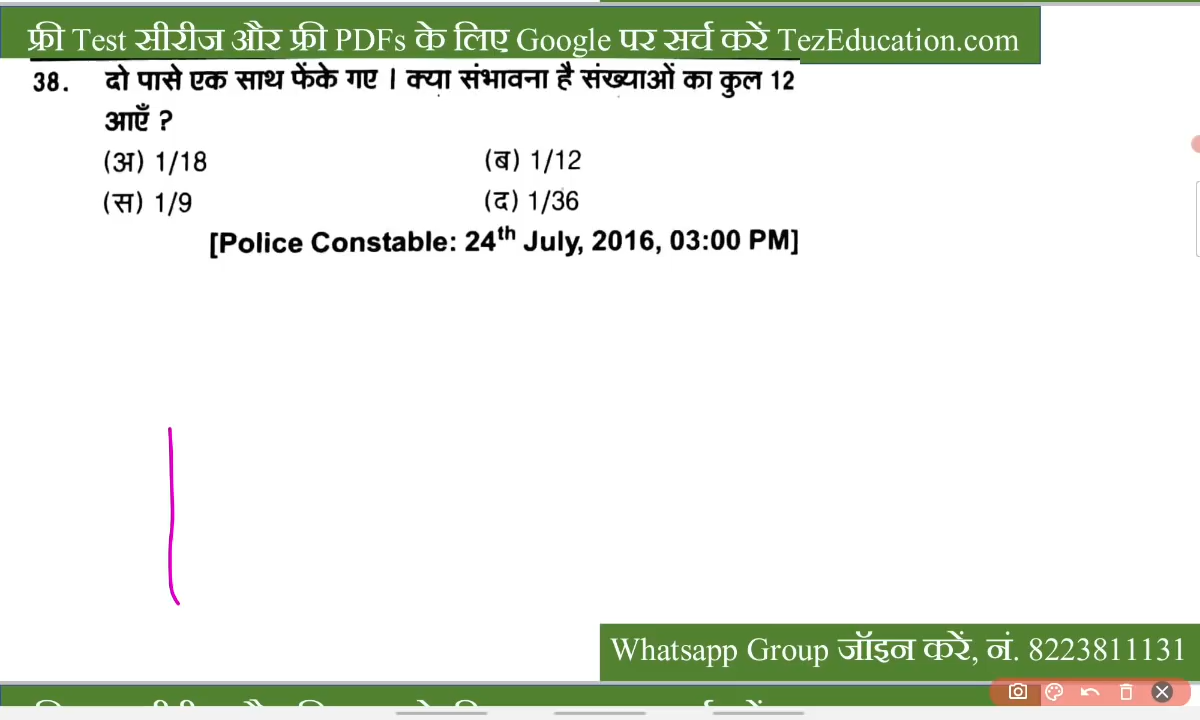 फ्री Test सीरीज और फ्री PDFs के लिए Google पर सर्च करें TezEducation.com
38. दो पासे एक साथ फेंके गए । क्या संभावना है संख्याओं का कुल 12
आएँ ?
(अ) 1/18 (ब) 1/12
(स) 1/9 (द) 1/36
[Police Constable: 24th July, 2016, 03:00 PM]
Whatsapp Group जॉइन करें, नं. 8223811131